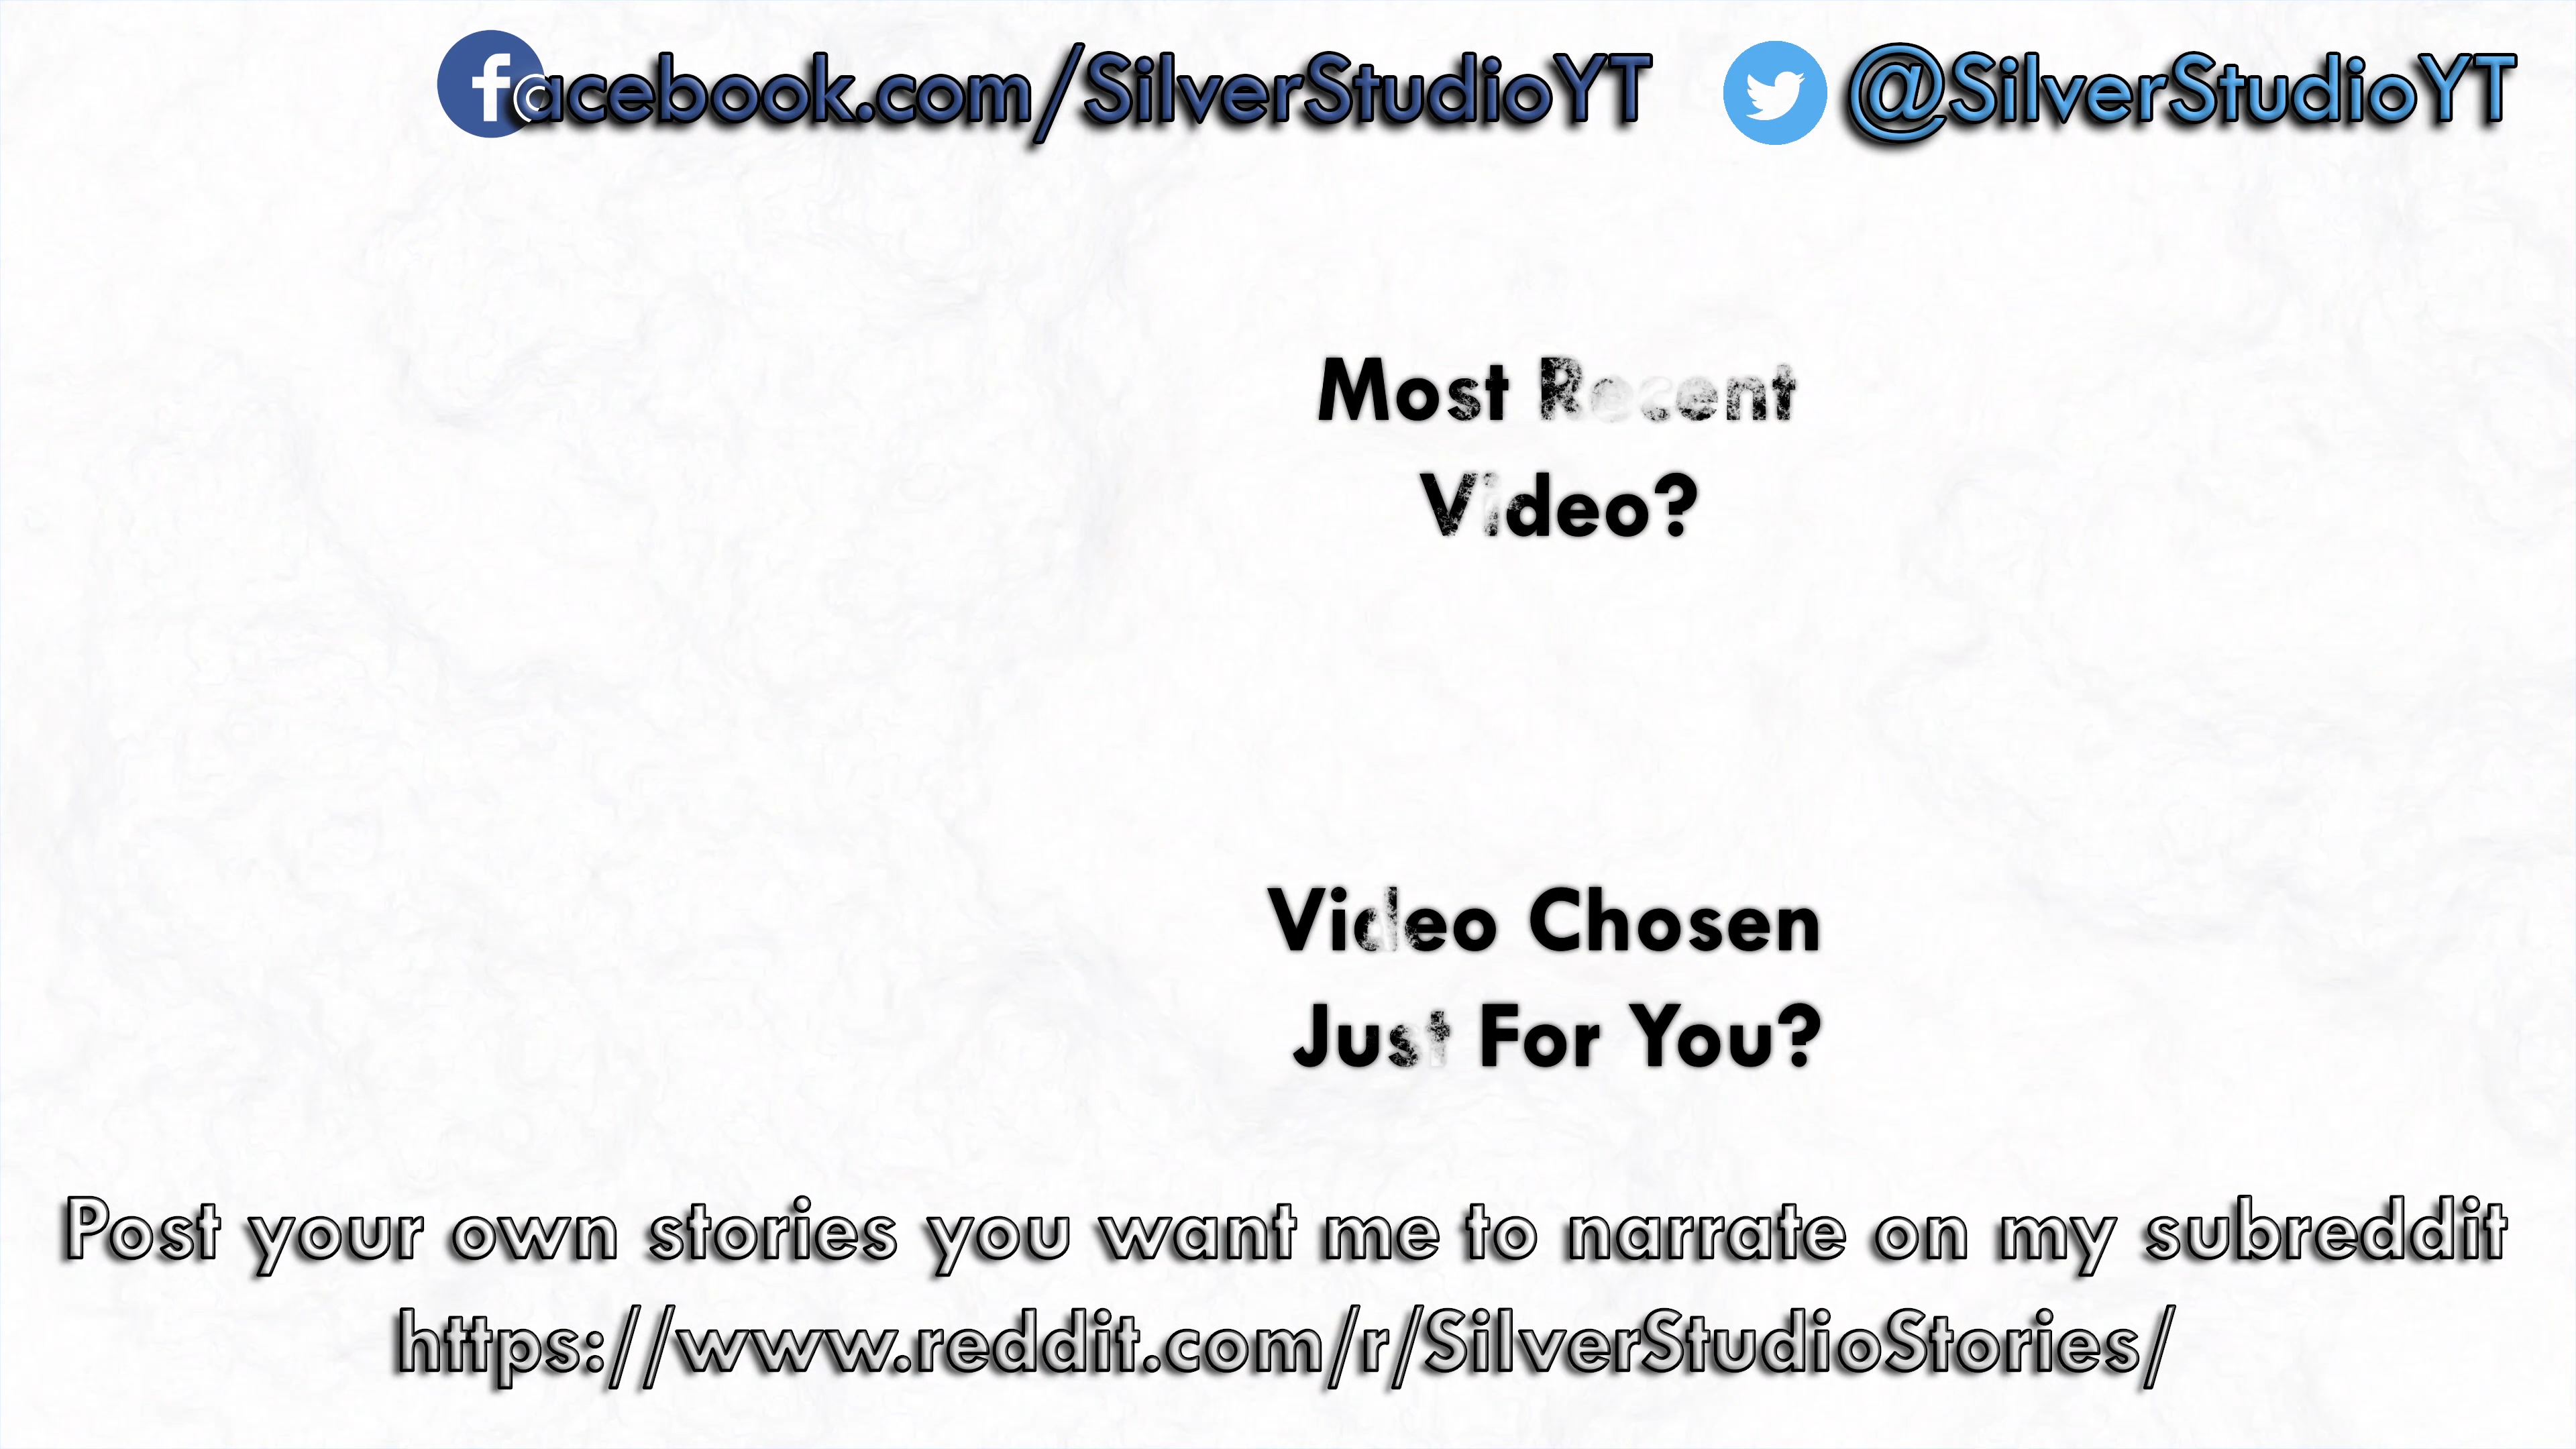 facebook.com/SilverStudioYT @SilverStudioYT
Most Recent
Video?
Video Chosen
Just For You?
Post your own stories you want me to narrate on my subreddit
https://www.reddit.com/r/SilverStudioStories/